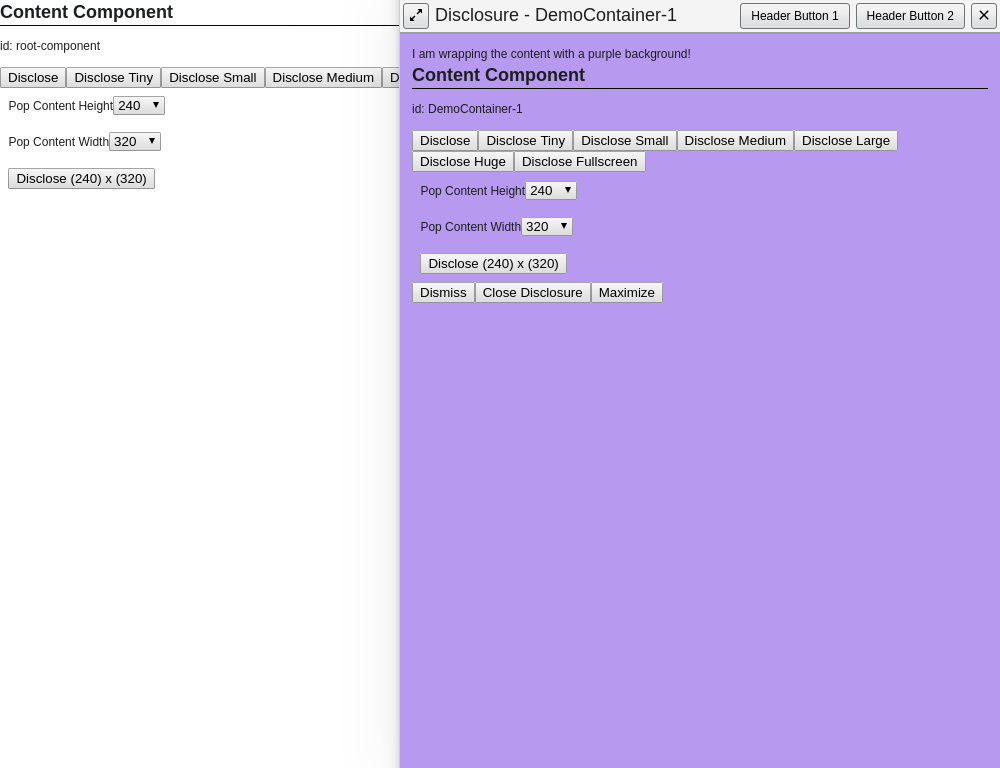 Content Component
id: root-component
Disclose Disclose Tiny Disclose Small Disclose Medium D
Pop Content Height 240
Pop Content Width 320
Disclose (240) x (320)
Disclosure - DemoContainer-1 Header Button 1 Header Button 2 ✕
I am wrapping the content with a purple background!
Content Component
id: DemoContainer-1
Disclose Disclose Tiny Disclose Small Disclose Medium Disclose Large
Disclose Huge Disclose Fullscreen
Pop Content Height 240
Pop Content Width 320
Disclose (240) x (320)
Dismiss Close Disclosure Maximize